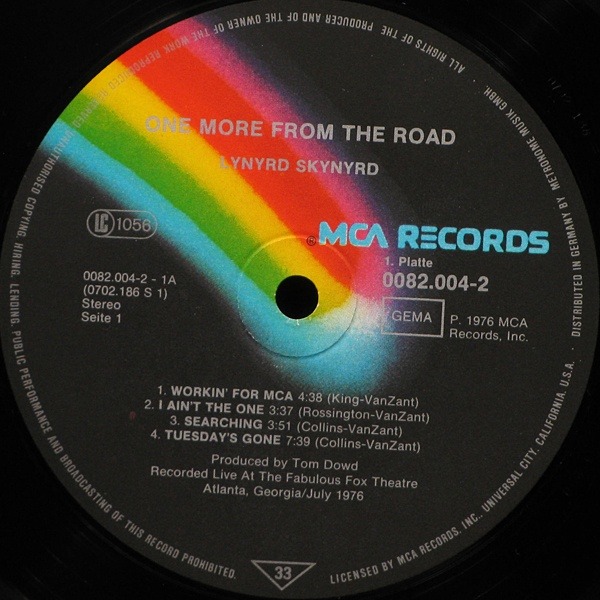 ALL RIGHTS OF THE PRODUCER AND OF THE OWNER OF THE WORK REPRODUCED RESERVED. UNAUTHORISED COPYING, HIRING, LENDING, PUBLIC PERFORMANCE AND BROADCASTING OF THIS RECORD PROHIBITED.
ONE MORE FROM THE ROAD
LYNYRD SKYNYRD
LC 1056
® MCA RECORDS
1. Platte
0082.004-2
0082.004-2 - 1A
(0702.186 S 1)
Stereo
Seite 1
GEMA
P. 1976 MCA
Records, Inc.
1. WORKIN' FOR MCA 4:38 (King-VanZant)
2. I AIN'T THE ONE 3:37 (Rossington-VanZant)
3. SEARCHING 3:51 (Collins-VanZant)
4. TUESDAY'S GONE 7:39 (Collins-VanZant)
Produced by Tom Dowd
Recorded Live At The Fabulous Fox Theatre
Atlanta, Georgia/July 1976
33
LICENSED BY MCA RECORDS, INC., UNIVERSAL CITY, CALIFORNIA, U.S.A. · DISTRIBUTED IN GERMANY BY METRONOME MUSIK GMBH.